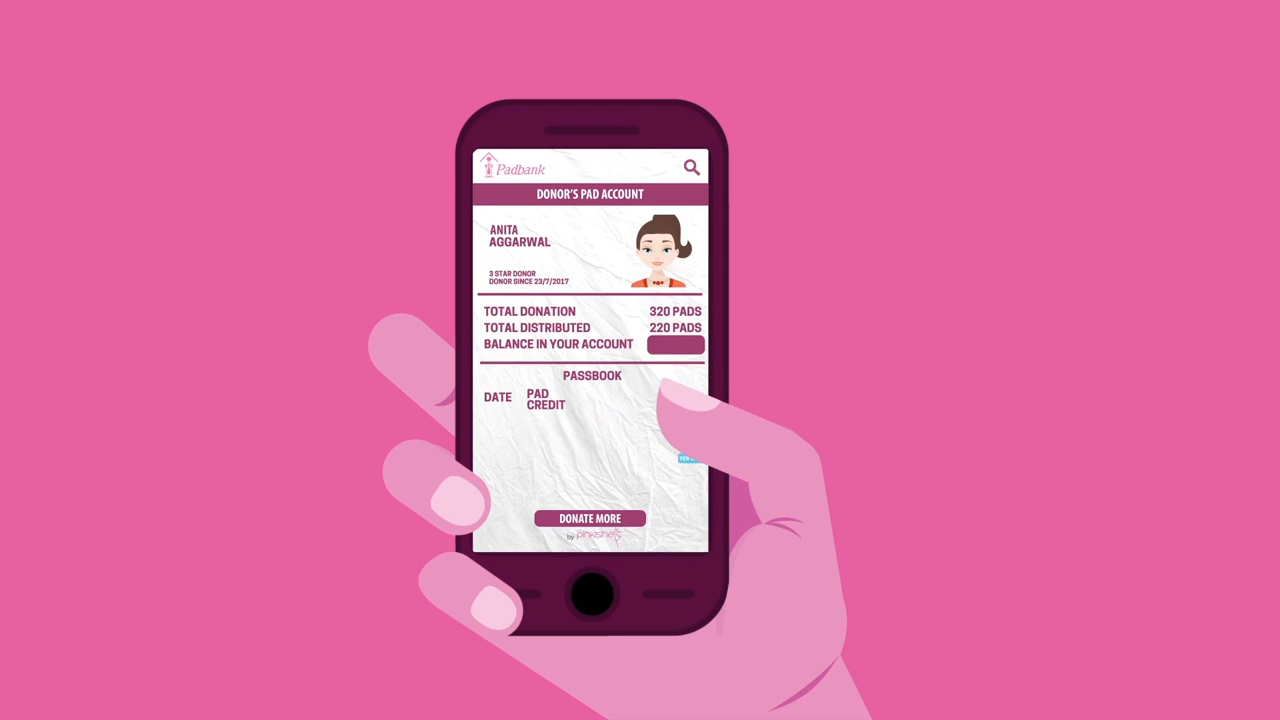 Padbank
DONOR'S PAD ACCOUNT
ANITA
AGGARWAL
3 STAR DONOR
DONOR SINCE 23/7/2017
TOTAL DONATION 320 PADS
TOTAL DISTRIBUTED 220 PADS
BALANCE IN YOUR ACCOUNT
PASSBOOK
DATE PAD
CREDIT
DONATE MORE
by pinkishe